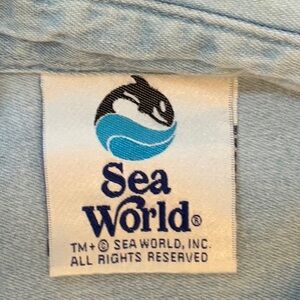 Sea
World®
TM+© SEA WORLD, INC.
ALL RIGHTS RESERVED